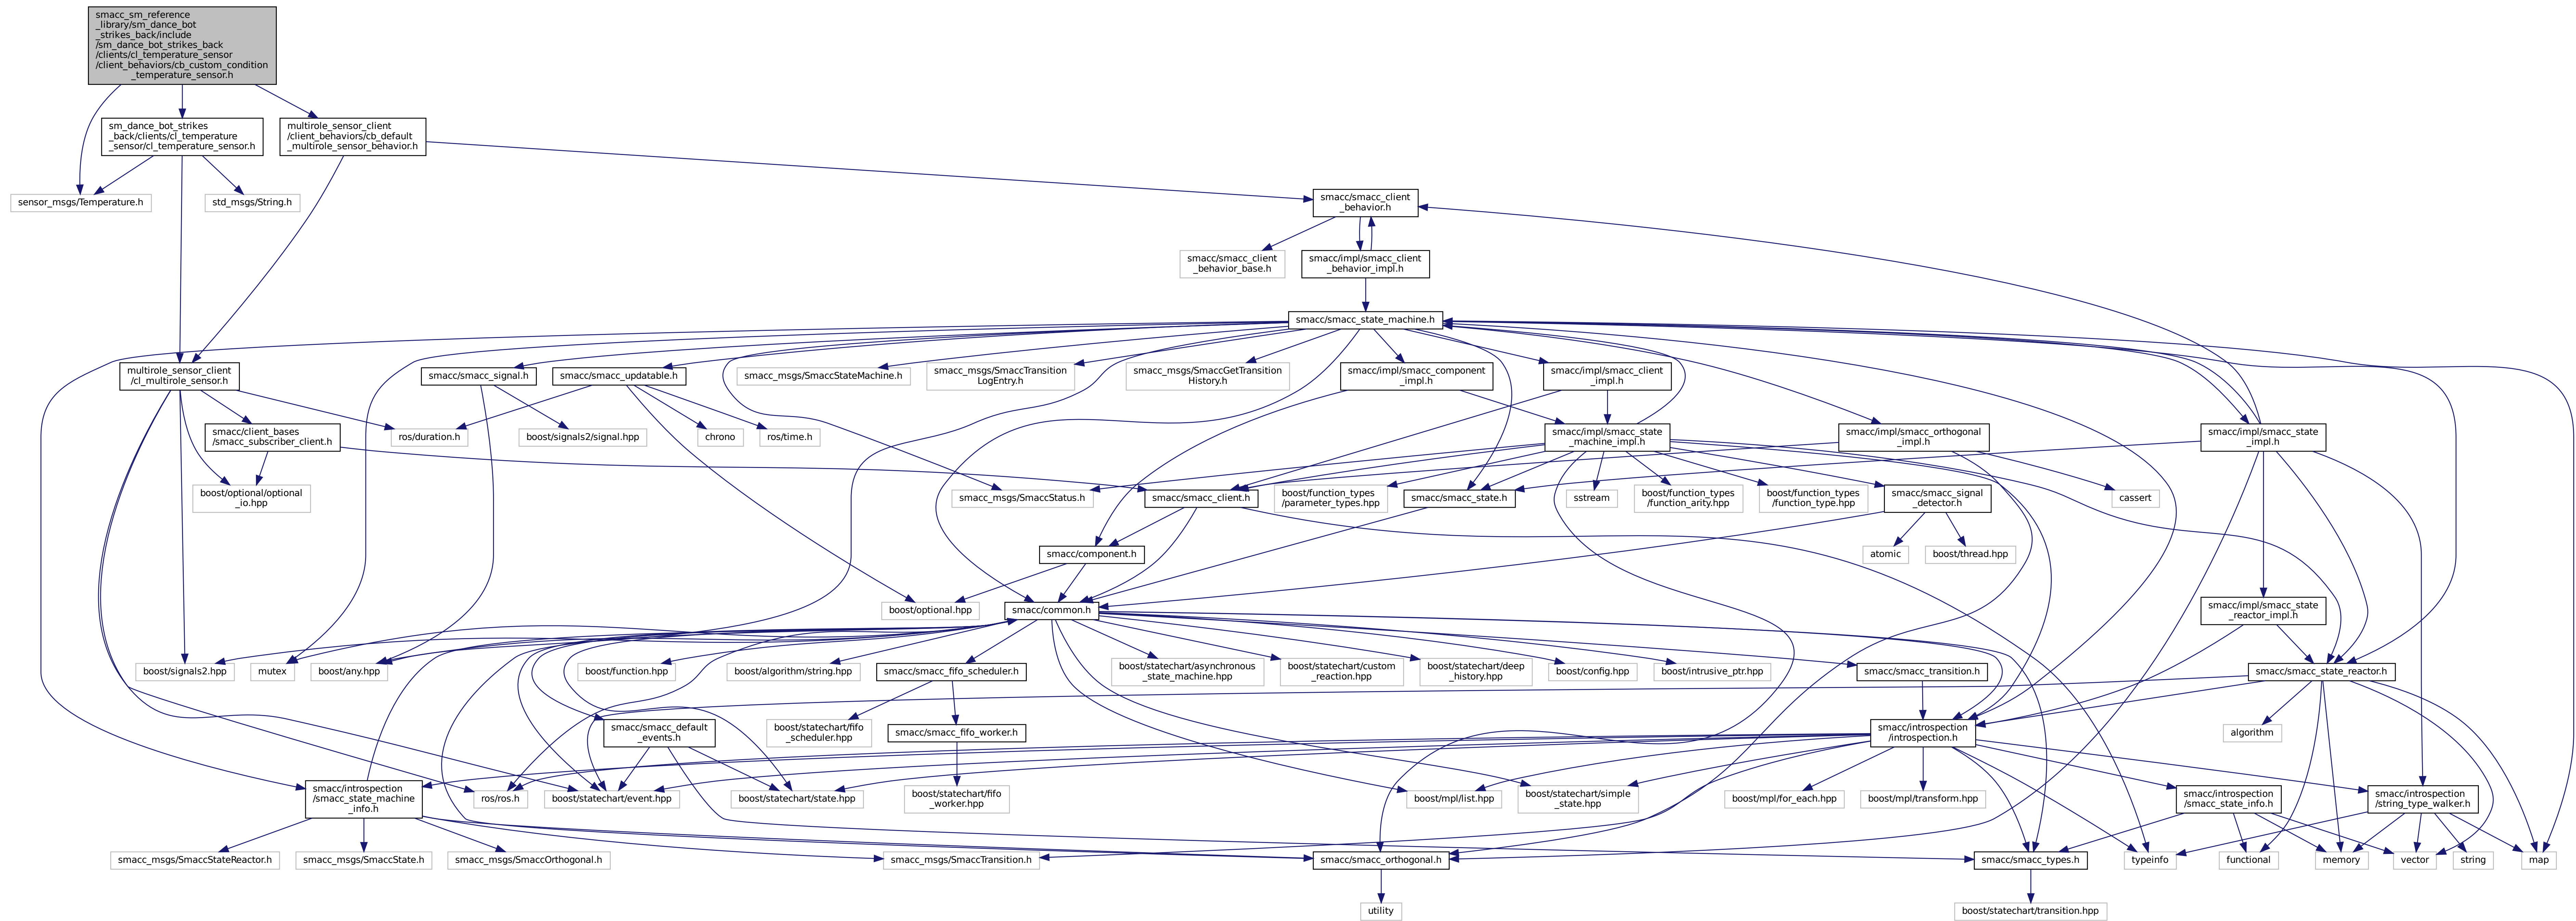 smacc_sm_reference
_library/sm_dance_bot
_strikes_back/include
/sm_dance_bot_strikes_back
/clients/cl_temperature_sensor
/client_behaviors/cb_custom_condition
_temperature_sensor.h
sm_dance_bot_strikes
_back/clients/cl_temperature
_sensor/cl_temperature_sensor.h
multirole_sensor_client
/client_behaviors/cb_default
_multirole_sensor_behavior.h
sensor_msgs/Temperature.h
std_msgs/String.h
smacc/smacc_client
_behavior.h
smacc/smacc_client
_behavior_base.h
smacc/impl/smacc_client
_behavior_impl.h
smacc/smacc_state_machine.h
multirole_sensor_client
/cl_multirole_sensor.h
smacc/smacc_signal.h
smacc/smacc_updatable.h
smacc_msgs/SmaccStateMachine.h
smacc_msgs/SmaccTransition
LogEntry.h
smacc_msgs/SmaccGetTransition
History.h
smacc/impl/smacc_component
_impl.h
smacc/impl/smacc_client
_impl.h
smacc/client_bases
/smacc_subscriber_client.h
ros/duration.h
boost/signals2/signal.hpp
chrono
ros/time.h
smacc/impl/smacc_state
_machine_impl.h
smacc/impl/smacc_orthogonal
_impl.h
smacc/impl/smacc_state
_impl.h
boost/optional/optional
_io.hpp
smacc_msgs/SmaccStatus.h
smacc/smacc_client.h
boost/function_types
/parameter_types.hpp
smacc/smacc_state.h
sstream
boost/function_types
/function_arity.hpp
boost/function_types
/function_type.hpp
smacc/smacc_signal
_detector.h
cassert
smacc/component.h
atomic
boost/thread.hpp
boost/optional.hpp
smacc/common.h
smacc/impl/smacc_state
_reactor_impl.h
boost/signals2.hpp
mutex
boost/any.hpp
boost/function.hpp
boost/algorithm/string.hpp
smacc/smacc_fifo_scheduler.h
boost/statechart/asynchronous
_state_machine.hpp
boost/statechart/custom
_reaction.hpp
boost/statechart/deep
_history.hpp
boost/config.hpp
boost/intrusive_ptr.hpp
smacc/smacc_transition.h
smacc/smacc_state_reactor.h
smacc/smacc_default
_events.h
boost/statechart/fifo
_scheduler.hpp
smacc/smacc_fifo_worker.h
smacc/introspection
/introspection.h
algorithm
smacc/introspection
/smacc_state_machine
_info.h
ros/ros.h
boost/statechart/event.hpp
boost/statechart/state.hpp
boost/statechart/fifo
_worker.hpp
boost/mpl/list.hpp
boost/statechart/simple
_state.hpp
boost/mpl/for_each.hpp
boost/mpl/transform.hpp
smacc/introspection
/smacc_state_info.h
smacc/introspection
/string_type_walker.h
smacc_msgs/SmaccStateReactor.h
smacc_msgs/SmaccState.h
smacc_msgs/SmaccOrthogonal.h
smacc_msgs/SmaccTransition.h
smacc/smacc_orthogonal.h
smacc/smacc_types.h
typeinfo
functional
memory
vector
string
map
utility
boost/statechart/transition.hpp